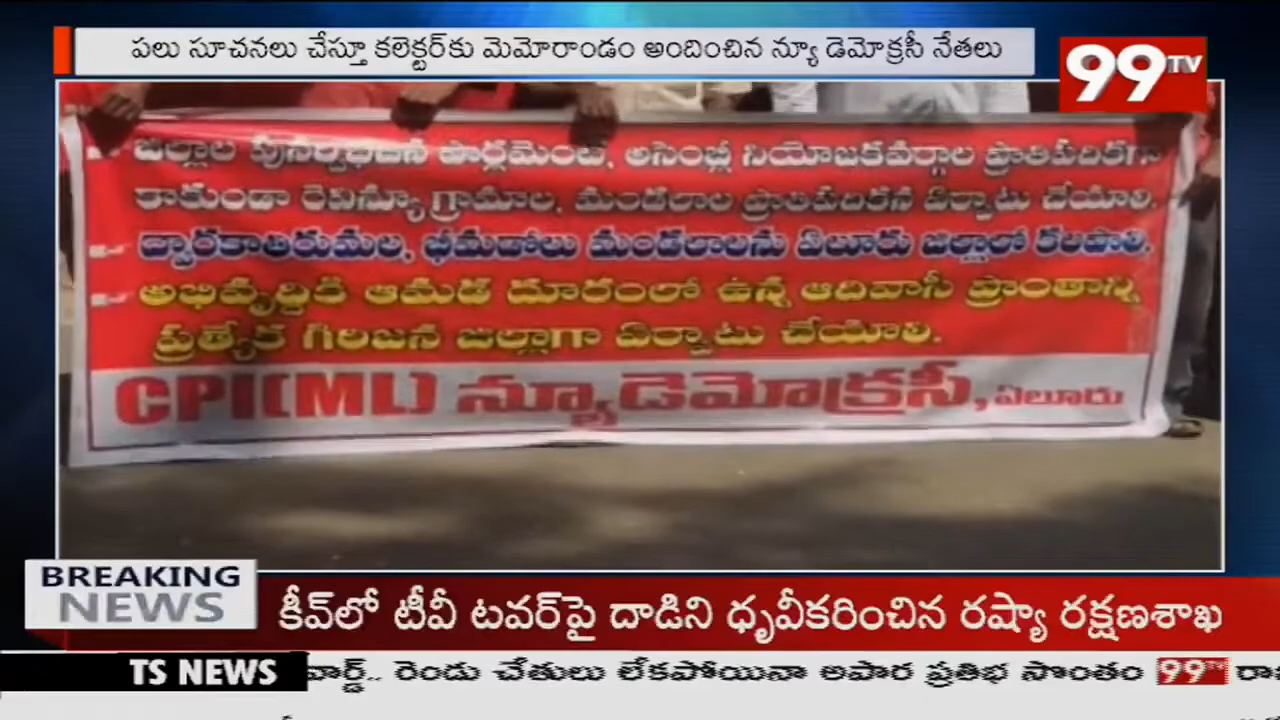 పలు సూచనలు చేస్తూ కలెక్టర్‌కు మెమోరాండం అందించిన న్యూ డెమోక్రసీ నేతలు
99TV
జిల్లాల పునర్విభజన పార్లమెంట్, అసెంబ్లీ నియోజకవర్గాల ప్రాతిపదికగా
కాకుండా రెవిన్యూ గ్రామాల, మండలాల ప్రాతిపదికన ఏర్పాటు చేయాలి.
ద్వారకాతిరుమల, భీమడోలు మండలాలను ఏలూరు జిల్లాలో కలపాలి.
అభివృద్ధికి ఆమడ దూరంలో ఉన్న ఆదివాసీ ప్రాంతాన్ని
ప్రత్యేక గిరిజన జిల్లాగా ఏర్పాటు చేయాలి.
CPI(ML) న్యూడెమోక్రసీ, ఏలూరు
BREAKING
NEWS
కీవ్‌లో టీవీ టవర్‌పై దాడిని ధృవీకరించిన రష్యా రక్షణశాఖ
TS NEWS
వార్డ్.. రెండు చేతులు లేకపోయినా అపార ప్రతిభ సొంతం 99TV